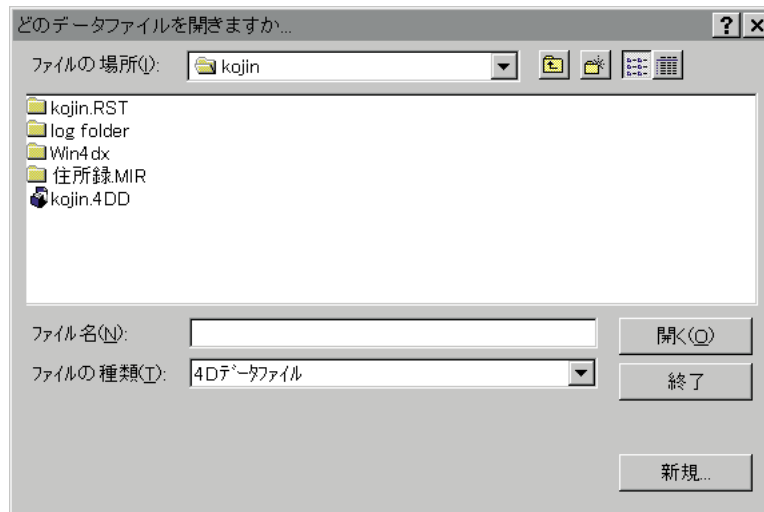 どのデータファイルを開きますか...
ファイルの場所(I):
kojin
kojin.RST
log folder
Win4dx
住所録.MIR
kojin.4DD
ファイル名(N):
開く(O)
ファイルの種類(T):
4Dﾃﾞｰﾀﾌｧｲﾙ
終了
新規...